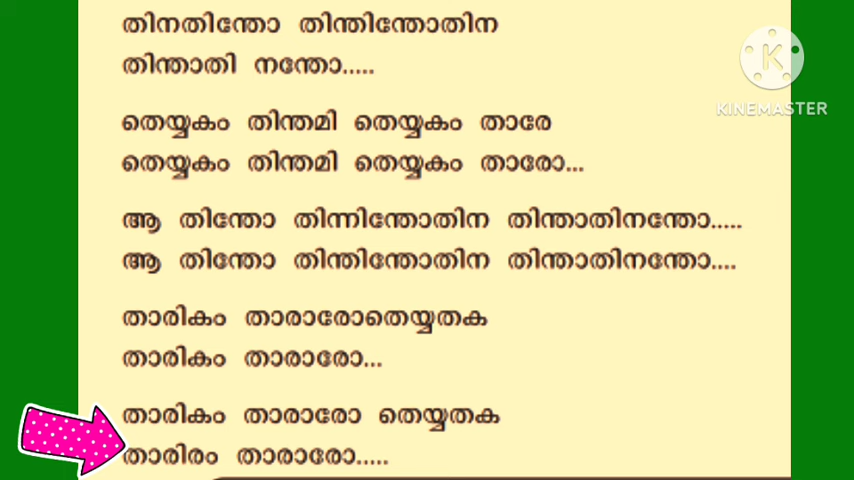 തിനതിന്തോ തിന്തിന്തോതിന
തിന്താതി നന്തോ.....
തെയ്യകം തിന്തമി തെയ്യകം താരേ
തെയ്യകം തിന്തമി തെയ്യകം താരോ...
ആ തിന്തോ തിന്നിന്തോതിന തിന്താതിനന്തോ.....
ആ തിന്തോ തിന്തിന്തോതിന തിന്താതിനന്തോ....
താരികം താരാരോതെയ്യതക
താരികം താരാരോ...
താരികം താരാരോ തെയ്യതക
താരിരം താരാരോ.....
KINEMASTER